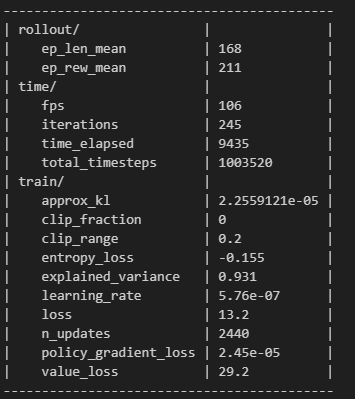 ------------------------------------------
| rollout/                |               |
|    ep_len_mean          | 168           |
|    ep_rew_mean          | 211           |
| time/                   |               |
|    fps                  | 106           |
|    iterations           | 245           |
|    time_elapsed         | 9435          |
|    total_timesteps      | 1003520       |
| train/                  |               |
|    approx_kl            | 2.2559121e-05 |
|    clip_fraction        | 0             |
|    clip_range           | 0.2           |
|    entropy_loss         | -0.155        |
|    explained_variance   | 0.931         |
|    learning_rate        | 5.76e-07      |
|    loss                 | 13.2          |
|    n_updates            | 2440          |
|    policy_gradient_loss | 2.45e-05      |
|    value_loss           | 29.2          |
------------------------------------------